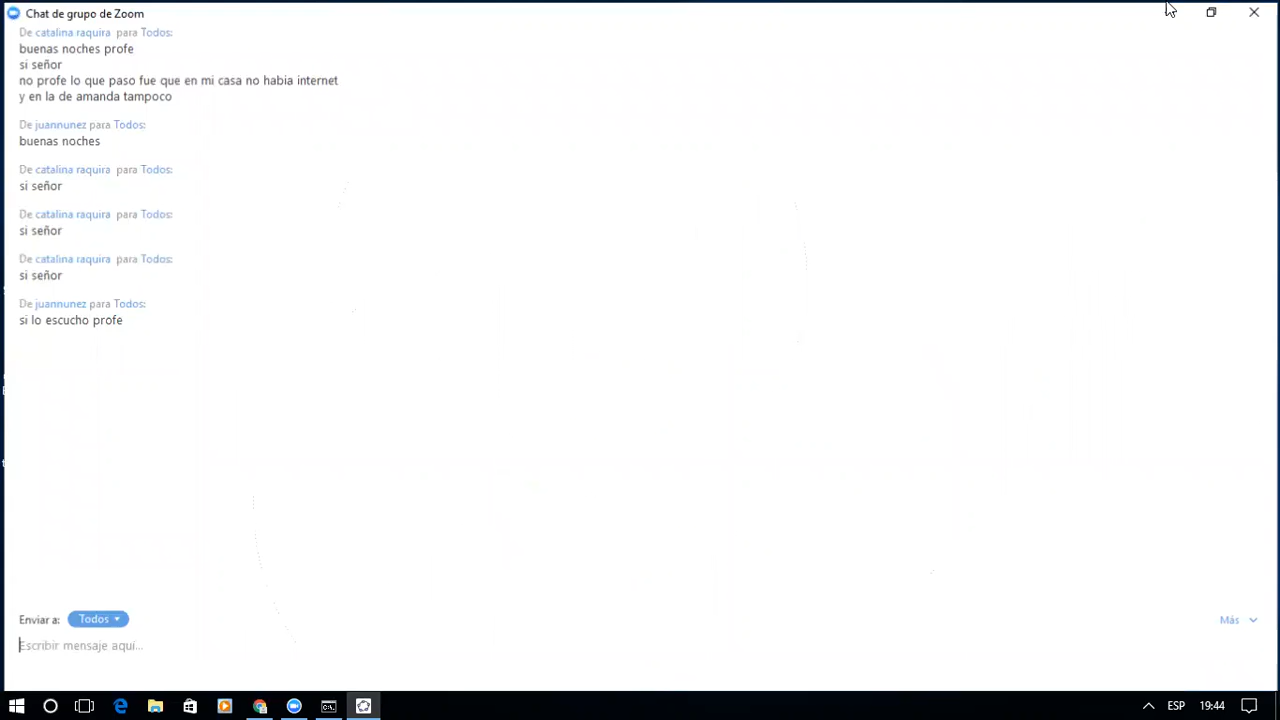 Chat de grupo de Zoom
De catalina raquira para Todos:
buenas noches profe
si señor
no profe lo que paso fue que en mi casa no habia internet
y en la de amanda tampoco
De juannunez para Todos:
buenas noches
De catalina raquira para Todos:
si señor
De catalina raquira para Todos:
si señor
De catalina raquira para Todos:
si señor
De juannunez para Todos:
si lo escucho profe
Enviar a: Todos
Más
Escribir mensaje aquí...
ESP 19:44